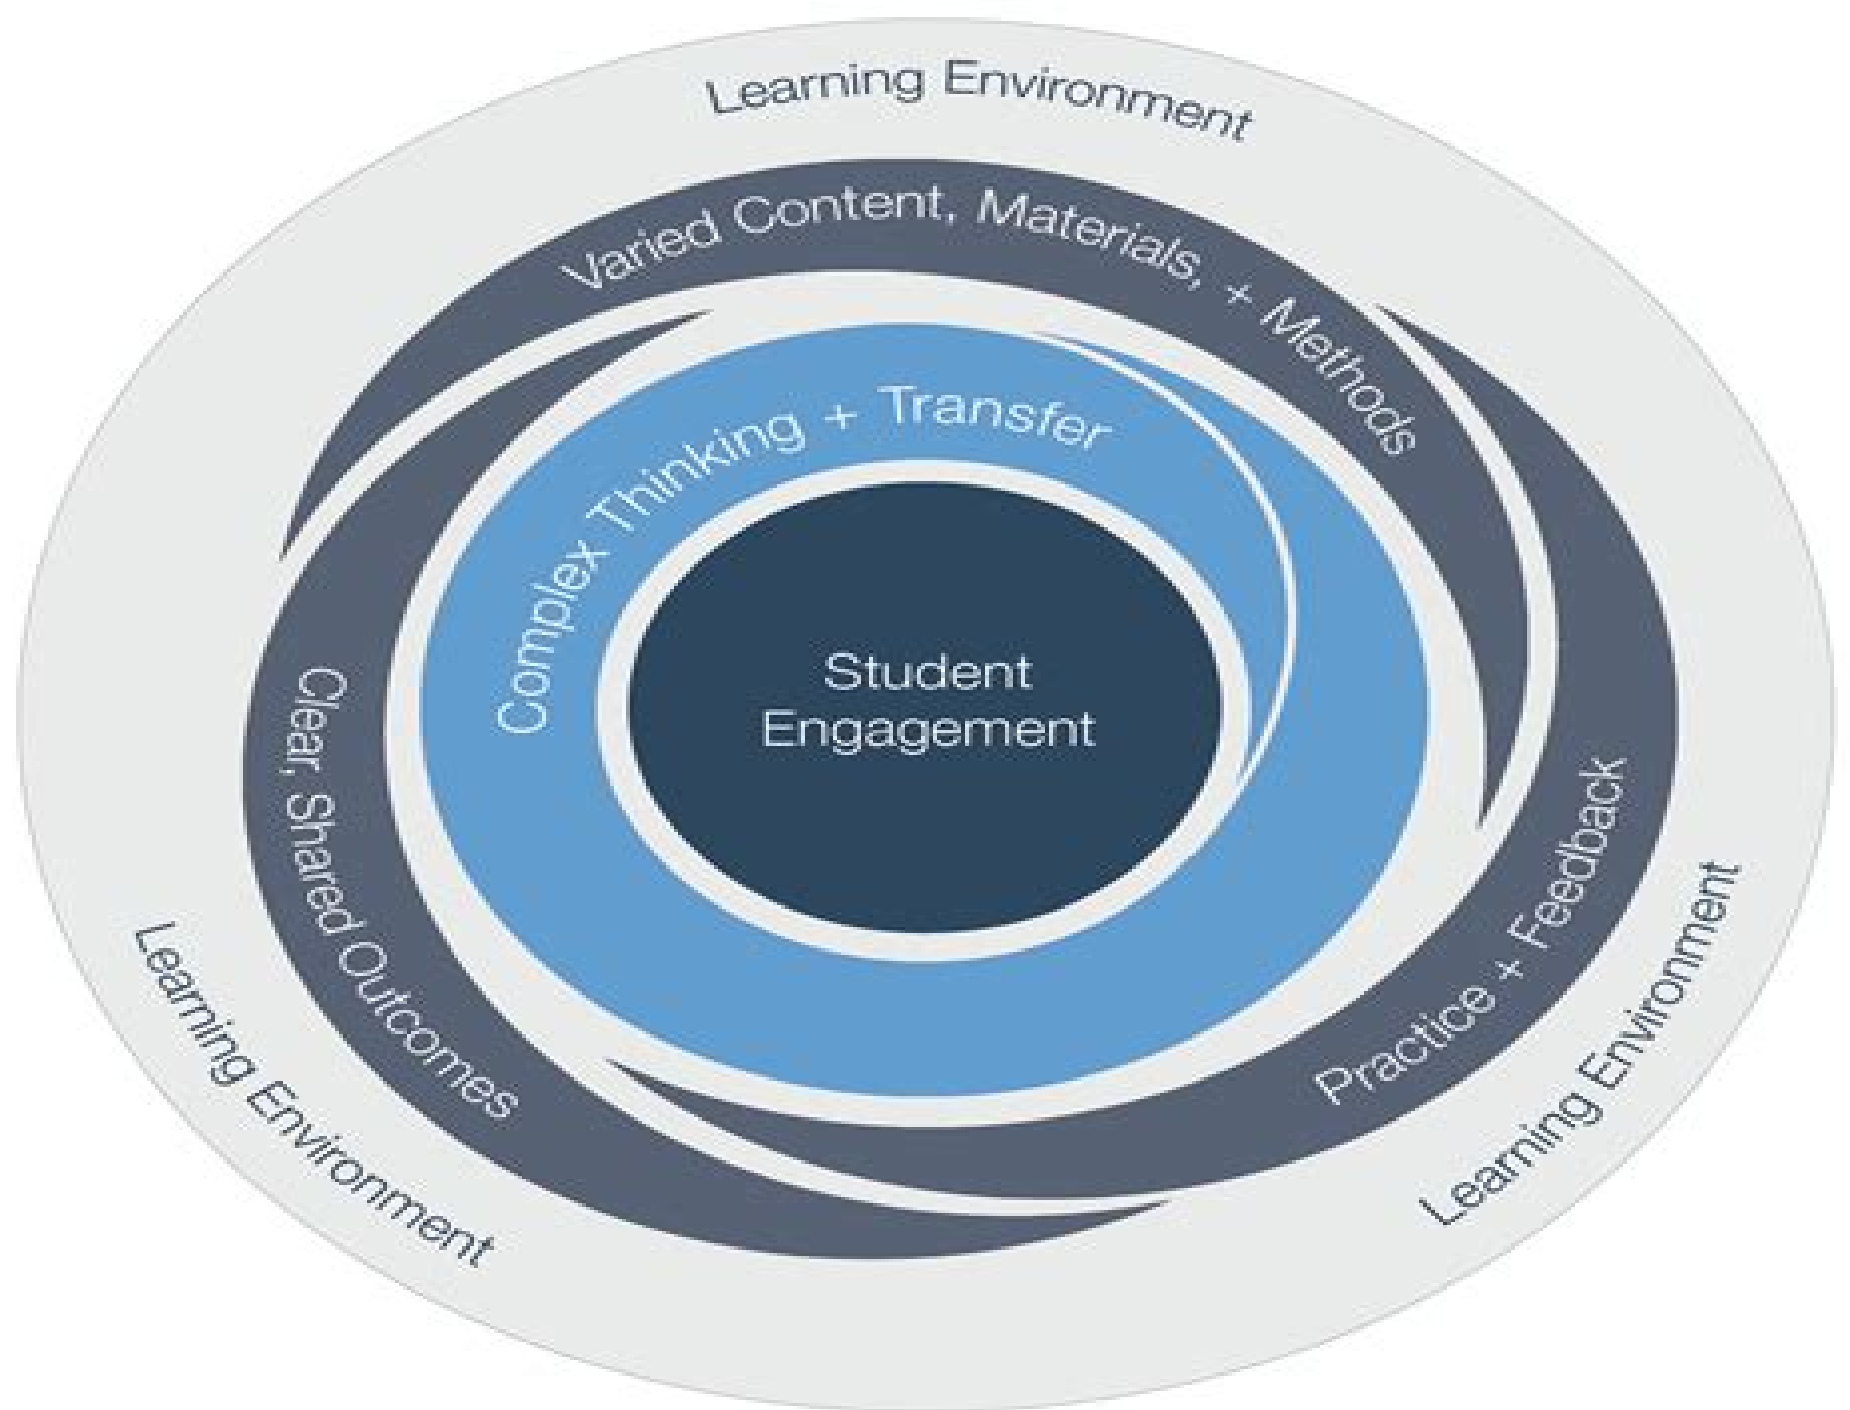 Learning Environment
Varied Content, Materials, + Methods
Complex Thinking + Transfer
Student
Engagement
Clear, Shared Outcomes
Practice + Feedback
Learning Environment
Learning Environment